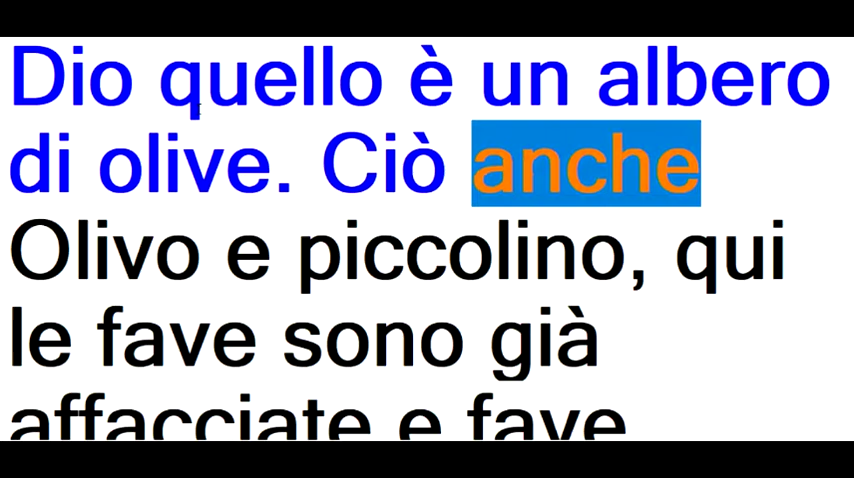 Dio quello è un albero
di olive. Ciò anche
Olivo e piccolino, qui
le fave sono già
affacciate e fave